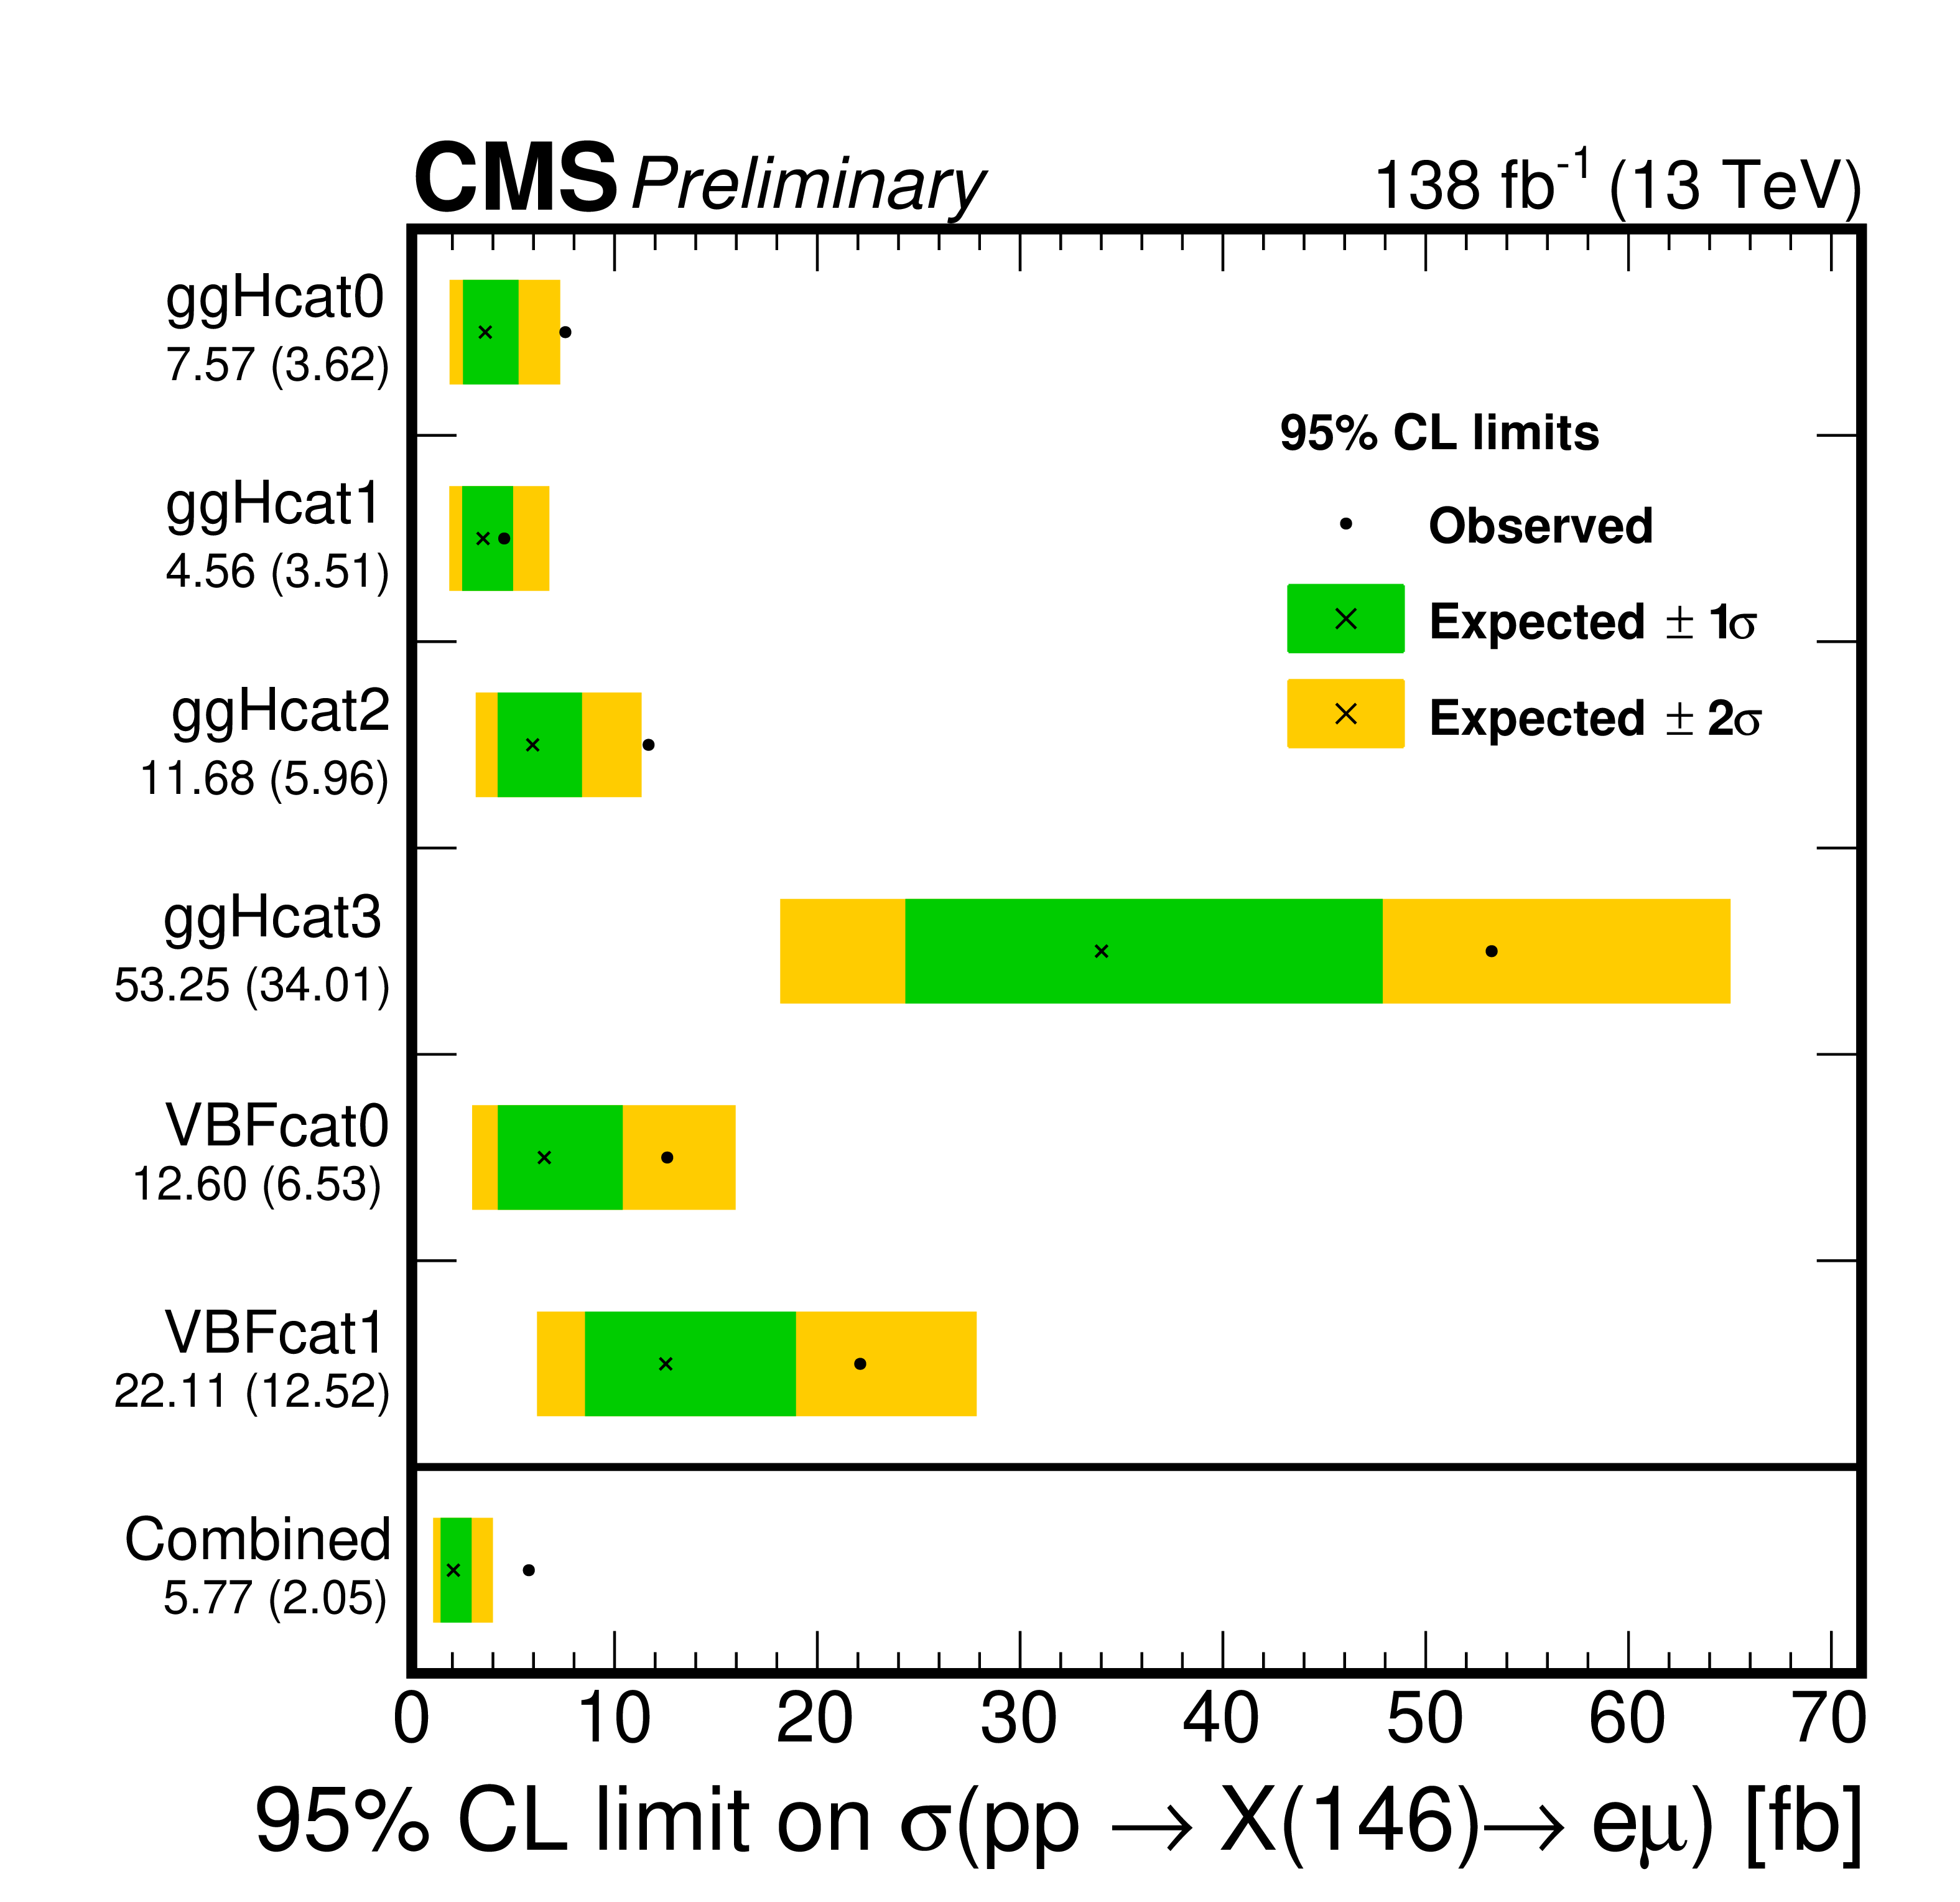 CMS Preliminary 138 fb⁻¹ (13 TeV)
ggHcat0
7.57 (3.62)
95% CL limits
ggHcat1
4.56 (3.51)
Observed
Expected ± 1σ
ggHcat2
11.68 (5.96)
Expected ± 2σ
ggHcat3
53.25 (34.01)
VBFcat0
12.60 (6.53)
VBFcat1
22.11 (12.52)
Combined
5.77 (2.05)
0 10 20 30 40 50 60 70
95% CL limit on σ(pp → X(146)→ eμ) [fb]